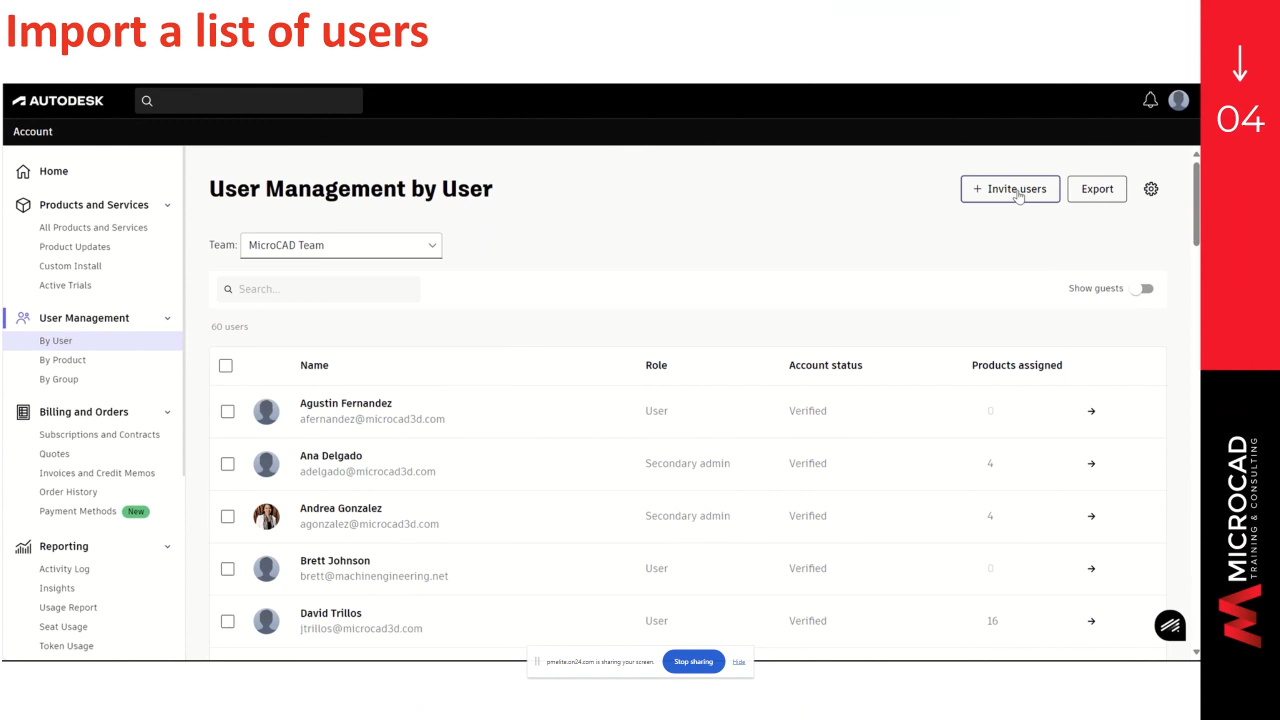 Import a list of users
AUTODESK
Account
Home
Products and Services
All Products and Services
Product Updates
Custom Install
Active Trials
User Management
By User
By Product
By Group
Billing and Orders
Subscriptions and Contracts
Quotes
Invoices and Credit Memos
Order History
Payment Methods New
Reporting
Activity Log
Insights
Usage Report
Seat Usage
Token Usage
User Management by User
+ Invite users
Export
Team: MicroCAD Team
Search...
Show guests
60 users
Name Role Account status Products assigned
Agustin Fernandez
afernandez@microcad3d.com
User Verified 0
Ana Delgado
adelgado@microcad3d.com
Secondary admin Verified 4
Andrea Gonzalez
agonzalez@microcad3d.com
Secondary admin Verified 4
Brett Johnson
brett@machinengineering.net
User Verified 0
David Trillos
jtrillos@microcad3d.com
User Verified 16
pmelite.on24.com is sharing your screen.
Stop sharing
Hide
04
MICROCAD
TRAINING & CONSULTING